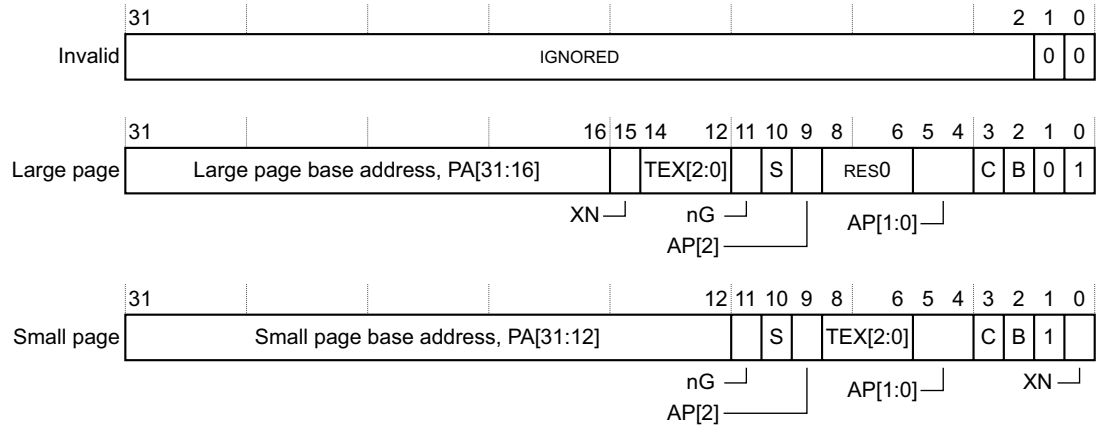 31 2 1 0
Invalid IGNORED 0 0
31 16 15 14 12 11 10 9 8 6 5 4 3 2 1 0
Large page Large page base address, PA[31:16] TEX[2:0] S RES0 C B 0 1
XN nG AP[1:0]
AP[2]
31 12 11 10 9 8 6 5 4 3 2 1 0
Small page Small page base address, PA[31:12] S TEX[2:0] C B 1
nG AP[1:0] XN
AP[2]